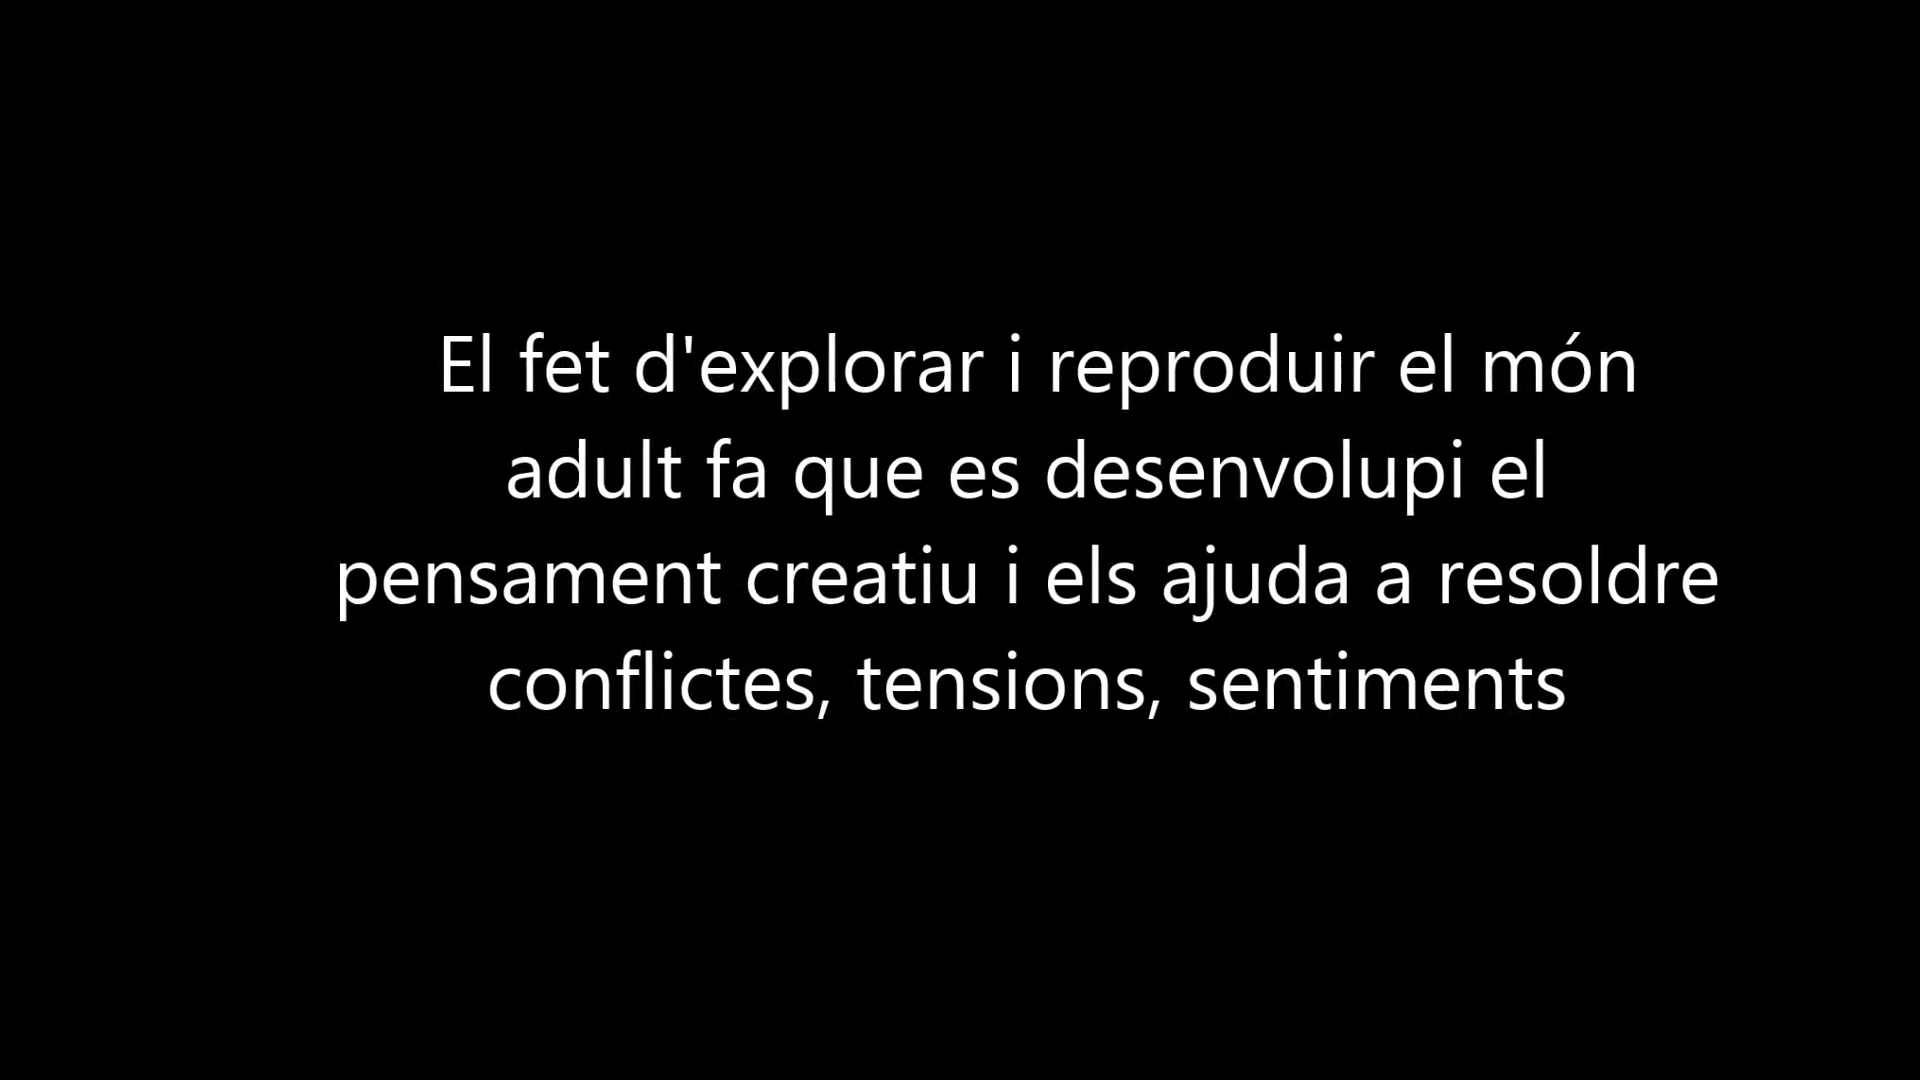 El fet d'explorar i reproduir el món
adult fa que es desenvolupi el
pensament creatiu i els ajuda a resoldre
conflictes, tensions, sentiments